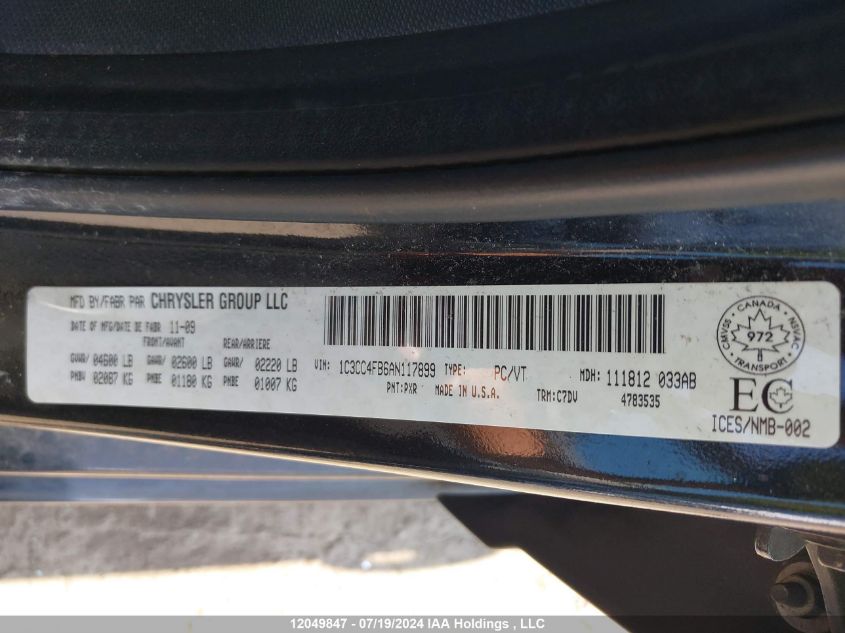 MFD BY/FABR PAR CHRYSLER GROUP LLC
DATE OF MFG/DATE DE FABR 11-09
FRONT/AVANT REAR/ARRIERE
GVWR/ 04600 LB GAWR/ 02600 LB GAWR/ 02220 LB
PNBV 02087 KG PNBE 01180 KG PNBE 01007 KG
VIN: 1C3CC4FB6AN117899 TYPE: PC/VT MDH: 111812 033AB
PNT:PXR MADE IN U.S.A. TRM:C7DV 4783535
CANADA
CMVSS NSVAC
972
TRANSPORT
EC
ICES/NMB-002
12049847 - 07/19/2024 IAA Holdings , LLC